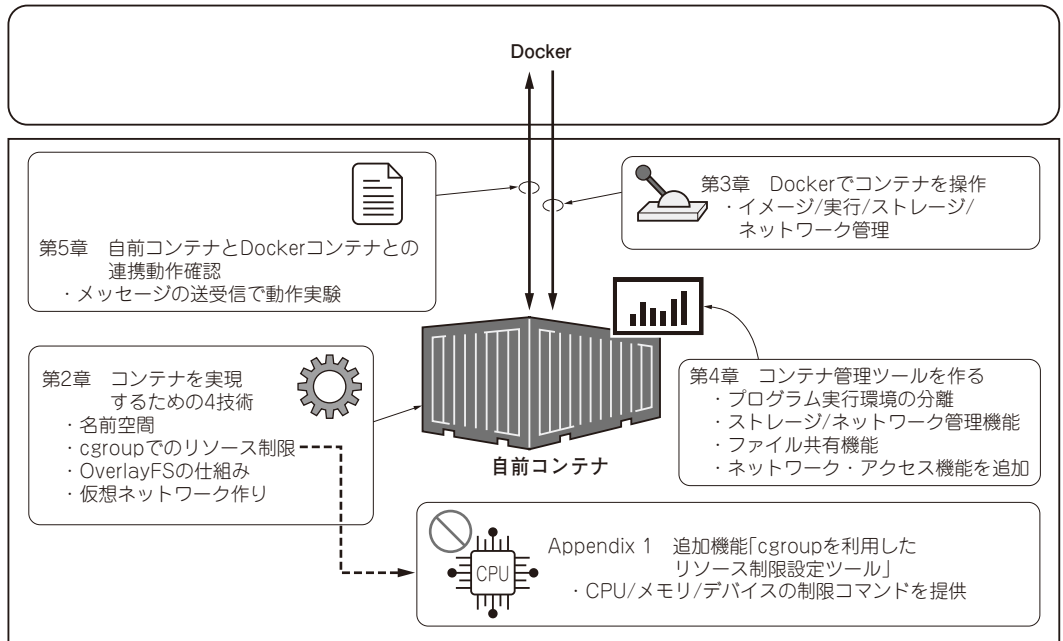 Docker
第5章　自前コンテナとDockerコンテナとの
連携動作確認
・メッセージの送受信で動作実験
第3章　Dockerでコンテナを操作
・イメージ/実行/ストレージ/
ネットワーク管理
第2章　コンテナを実現
するための4技術
・名前空間
・cgroupでのリソース制限
・OverlayFSの仕組み
・仮想ネットワーク作り
自前コンテナ
第4章　コンテナ管理ツールを作る
・プログラム実行環境の分離
・ストレージ/ネットワーク管理機能
・ファイル共有機能
・ネットワーク・アクセス機能を追加
CPU
Appendix 1　追加機能「cgroupを利用した
リソース制限設定ツール」
・CPU/メモリ/デバイスの制限コマンドを提供